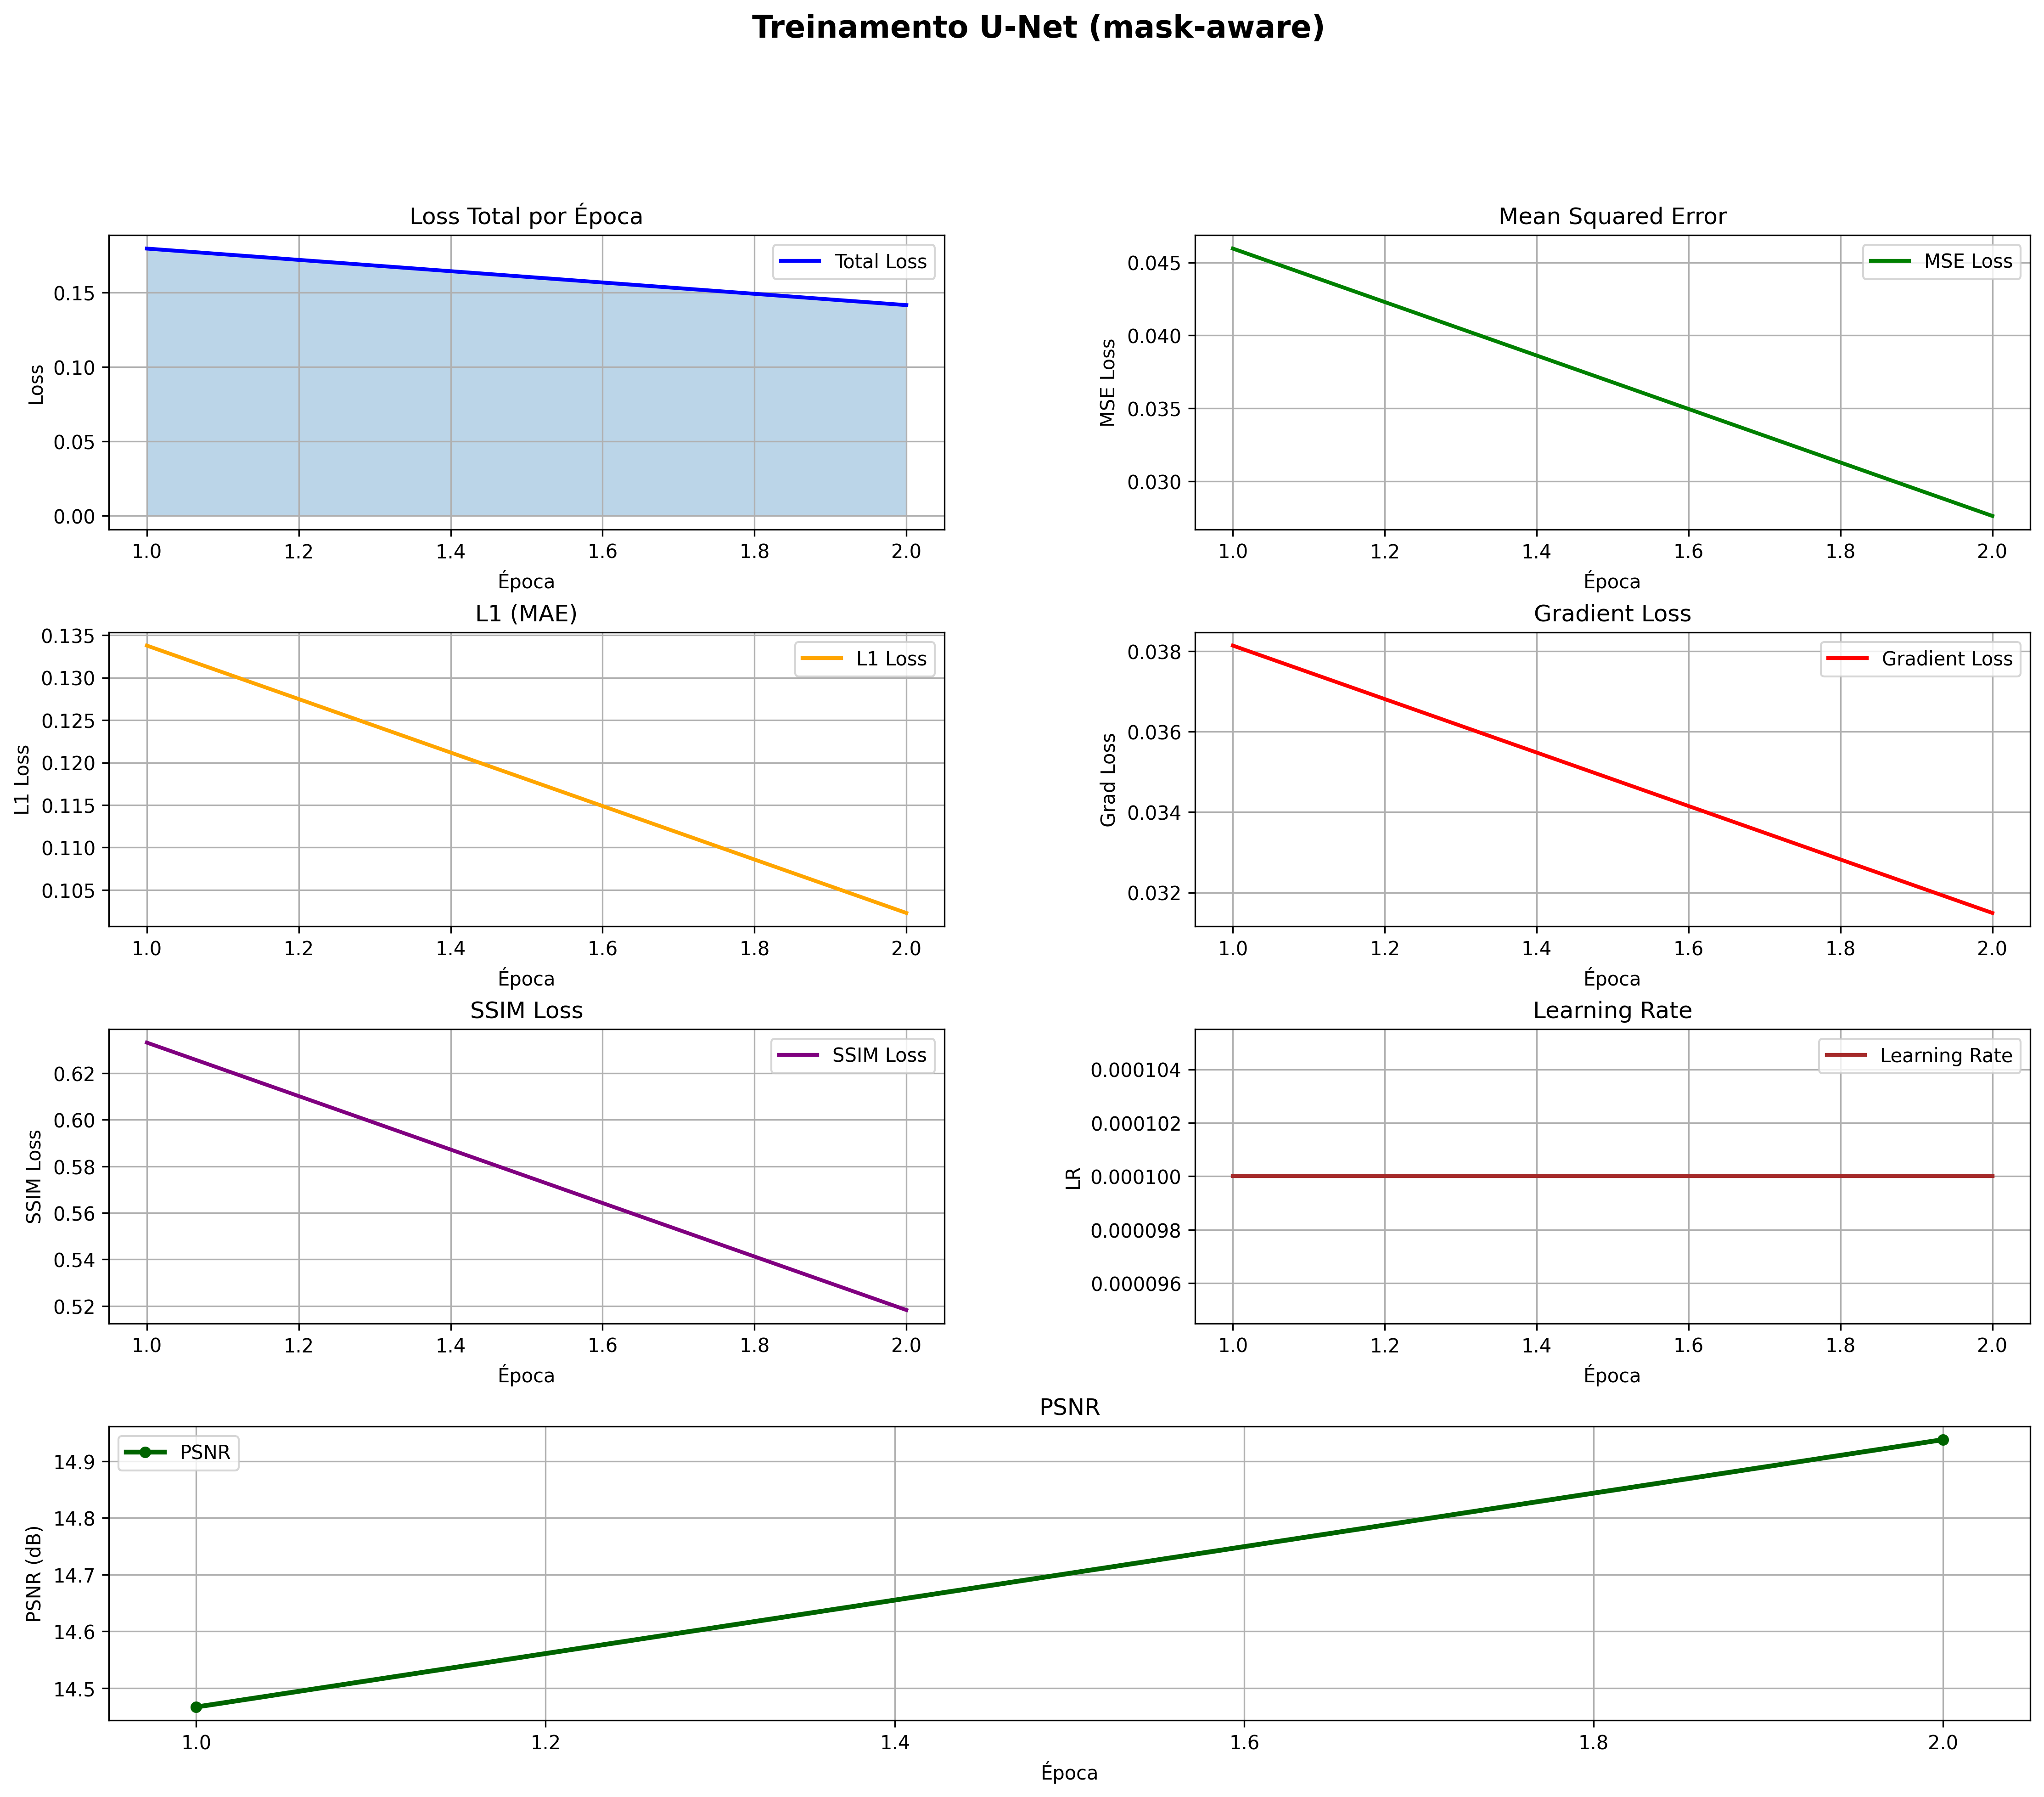 Treinamento U-Net (mask-aware)
Loss Total por Época
Total Loss
Loss
0.15
0.10
0.05
0.00
1.0 1.2 1.4 1.6 1.8 2.0
Época
Mean Squared Error
MSE Loss
MSE Loss
0.045
0.040
0.035
0.030
1.0 1.2 1.4 1.6 1.8 2.0
Época
L1 (MAE)
L1 Loss
L1 Loss
0.135
0.130
0.125
0.120
0.115
0.110
0.105
1.0 1.2 1.4 1.6 1.8 2.0
Época
Gradient Loss
Gradient Loss
Grad Loss
0.038
0.036
0.034
0.032
1.0 1.2 1.4 1.6 1.8 2.0
Época
SSIM Loss
SSIM Loss
SSIM Loss
0.62
0.60
0.58
0.56
0.54
0.52
1.0 1.2 1.4 1.6 1.8 2.0
Época
Learning Rate
Learning Rate
LR
0.000104
0.000102
0.000100
0.000098
0.000096
1.0 1.2 1.4 1.6 1.8 2.0
Época
PSNR
PSNR
PSNR (dB)
14.9
14.8
14.7
14.6
14.5
1.0 1.2 1.4 1.6 1.8 2.0
Época